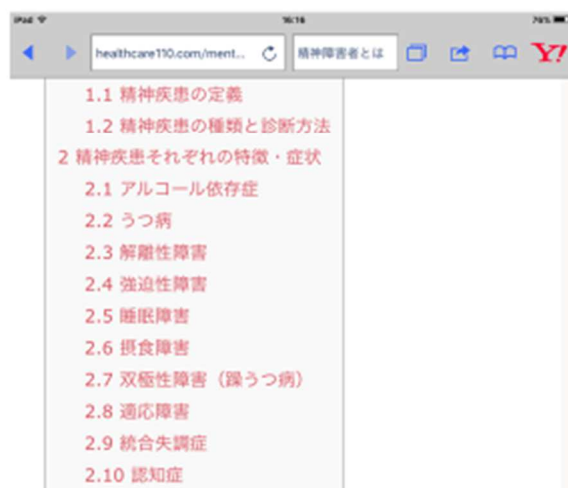 iPad
16:16
76%
healthcare110.com/ment...
精神障害者とは
Y!
1.1 精神疾患の定義
1.2 精神疾患の種類と診断方法
2 精神疾患それぞれの特徴・症状
2.1 アルコール依存症
2.2 うつ病
2.3 解離性障害
2.4 強迫性障害
2.5 睡眠障害
2.6 摂食障害
2.7 双極性障害（躁うつ病）
2.8 適応障害
2.9 統合失調症
2.10 認知症